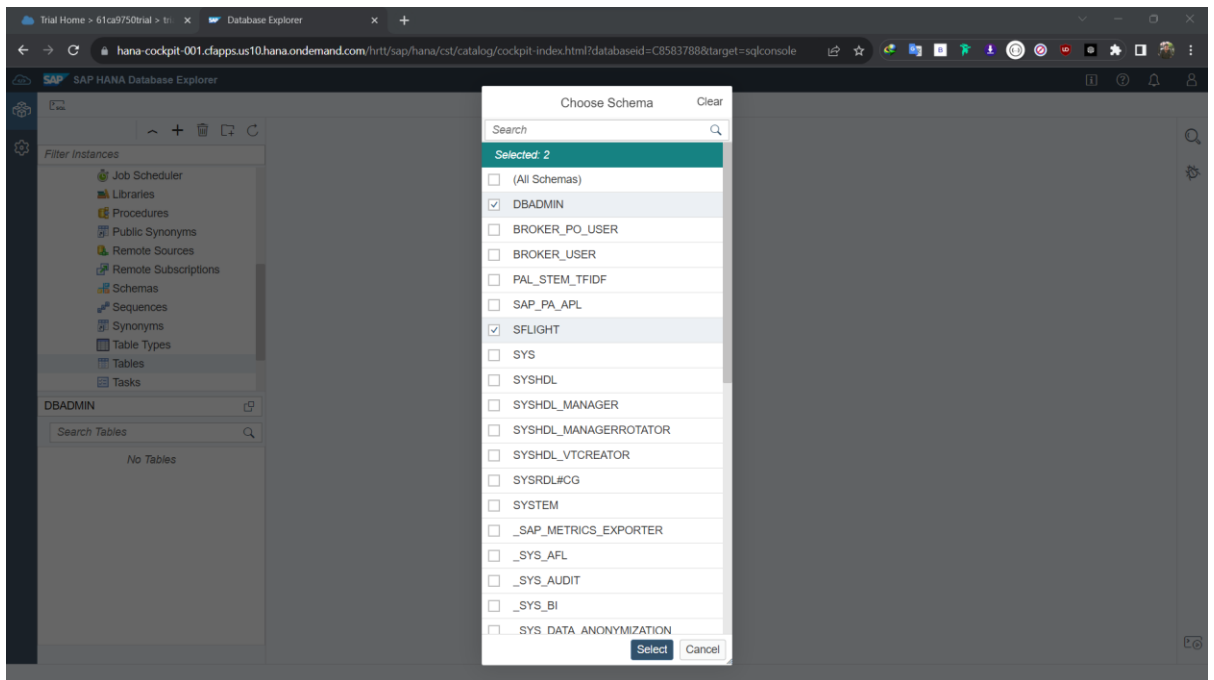 Trial Home > 61ca9750trial > tri
Database Explorer
hana-cockpit-001.cfapps.us10.hana.ondemand.com/hrtt/sap/hana/cst/catalog/cockpit-index.html?databaseid=C8583788&target=sqlconsole
SAP SAP HANA Database Explorer
Filter Instances
Job Scheduler
Libraries
Procedures
Public Synonyms
Remote Sources
Remote Subscriptions
Schemas
Sequences
Synonyms
Table Types
Tables
Tasks
DBADMIN
Search Tables
No Tables
Choose Schema
Clear
Search
Selected: 2
(All Schemas)
DBADMIN
BROKER_PO_USER
BROKER_USER
PAL_STEM_TFIDF
SAP_PA_APL
SFLIGHT
SYS
SYSHDL
SYSHDL_MANAGER
SYSHDL_MANAGERROTATOR
SYSHDL_VTCREATOR
SYSRDL#CG
SYSTEM
_SAP_METRICS_EXPORTER
_SYS_AFL
_SYS_AUDIT
_SYS_BI
_SYS_DATA_ANONYMIZATION
Select
Cancel